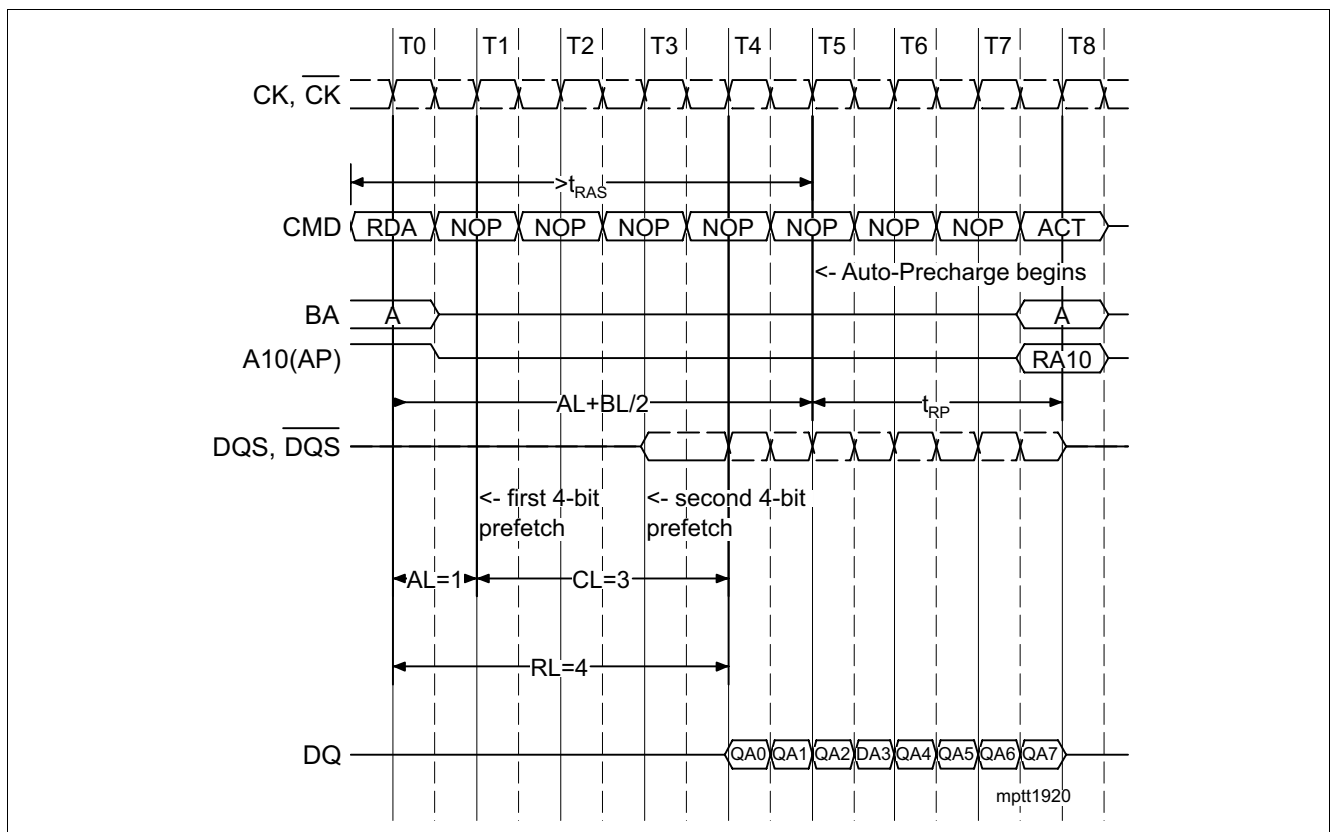 T0 T1 T2 T3 T4 T5 T6 T7 T8
CK, CK
>tRAS
CMD RDA NOP NOP NOP NOP NOP NOP NOP ACT
<- Auto-Precharge begins
BA A A
A10(AP) RA10
AL+BL/2 tRP
DQS, DQS
<- first 4-bit
prefetch
<- second 4-bit
prefetch
AL=1 CL=3
RL=4
DQ QA0 QA1 QA2 DA3 QA4 QA5 QA6 QA7
mptt1920